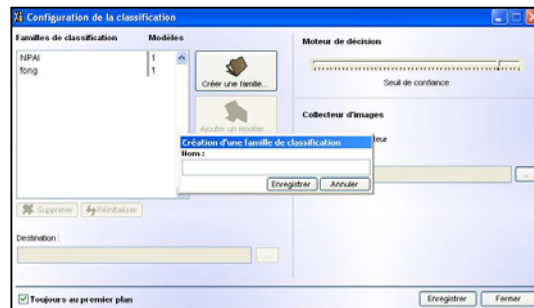 Configuration de la classification
Familles de classification Modèles
NPAI 1
fong 1
Créer une famille...
Ajouter un modèle...
Supprimer Réinitialiser
Destination :
...
Moteur de décision
Seuil de confiance
Collecteur d'images
...
Création d'une famille de classification
Nom :
Enregistrer Annuler
Toujours au premier plan
Enregistrer Fermer